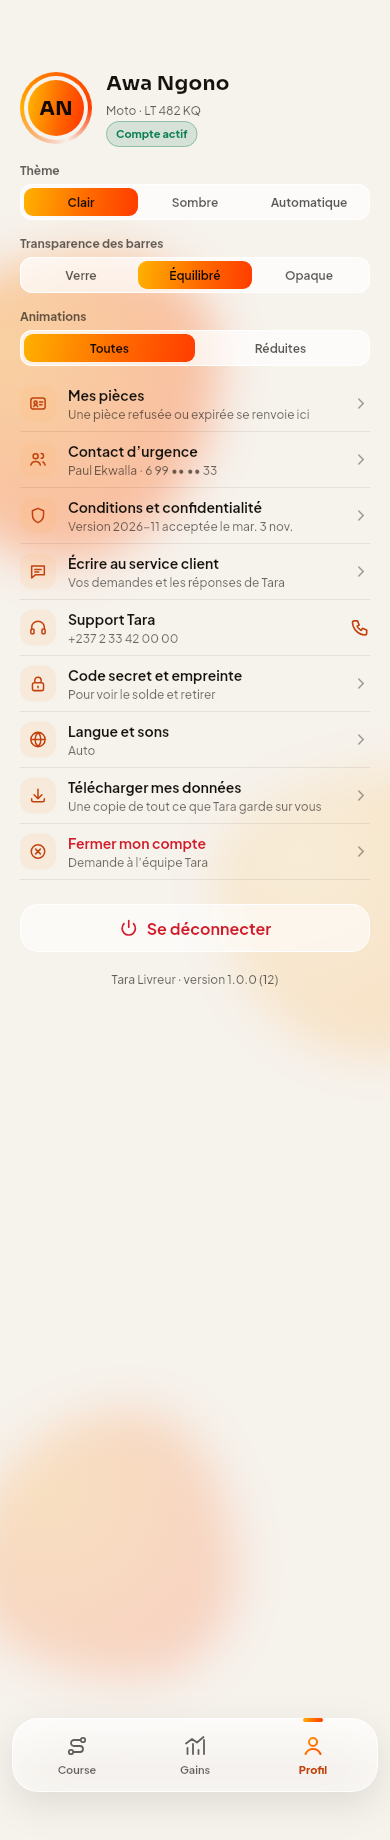 AN
Awa Ngono
Moto · LT 482 KQ
Compte actif
Thème
Clair
Sombre
Automatique
Transparence des barres
Verre
Équilibré
Opaque
Animations
Toutes
Réduites
Mes pièces
Une pièce refusée ou expirée se renvoie ici
Contact d’urgence
Paul Ekwalla · 6 99 •• •• 33
Conditions et confidentialité
Version 2026-11 acceptée le mar. 3 nov.
Écrire au service client
Vos demandes et les réponses de Tara
Support Tara
+237 2 33 42 00 00
Code secret et empreinte
Pour voir le solde et retirer
Langue et sons
Auto
Télécharger mes données
Une copie de tout ce que Tara garde sur vous
Fermer mon compte
Demande à l’équipe Tara
Se déconnecter
Tara Livreur · version 1.0.0 (12)
Course
Gains
Profil